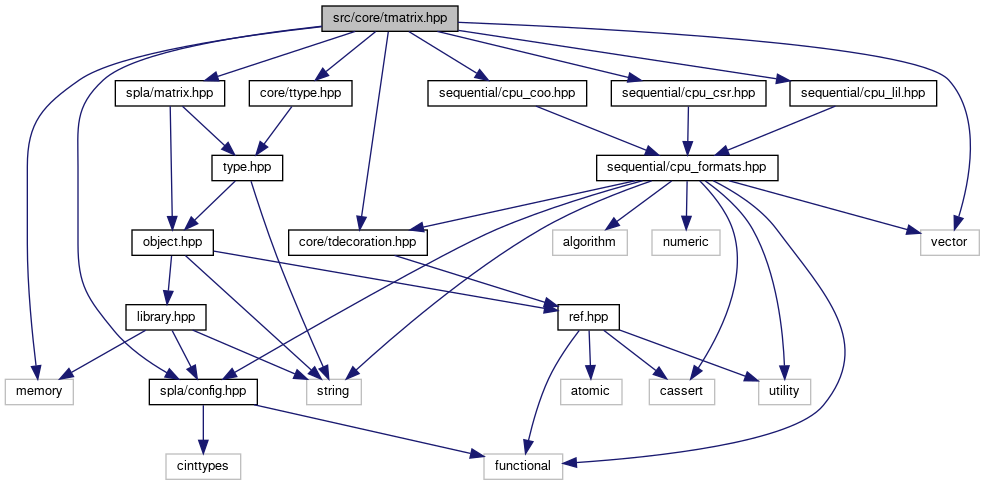 src/core/tmatrix.hpp
spla/matrix.hpp
core/ttype.hpp
sequential/cpu_coo.hpp
sequential/cpu_csr.hpp
sequential/cpu_lil.hpp
type.hpp
sequential/cpu_formats.hpp
object.hpp
core/tdecoration.hpp
algorithm
numeric
vector
library.hpp
ref.hpp
memory
spla/config.hpp
string
atomic
cassert
utility
cinttypes
functional